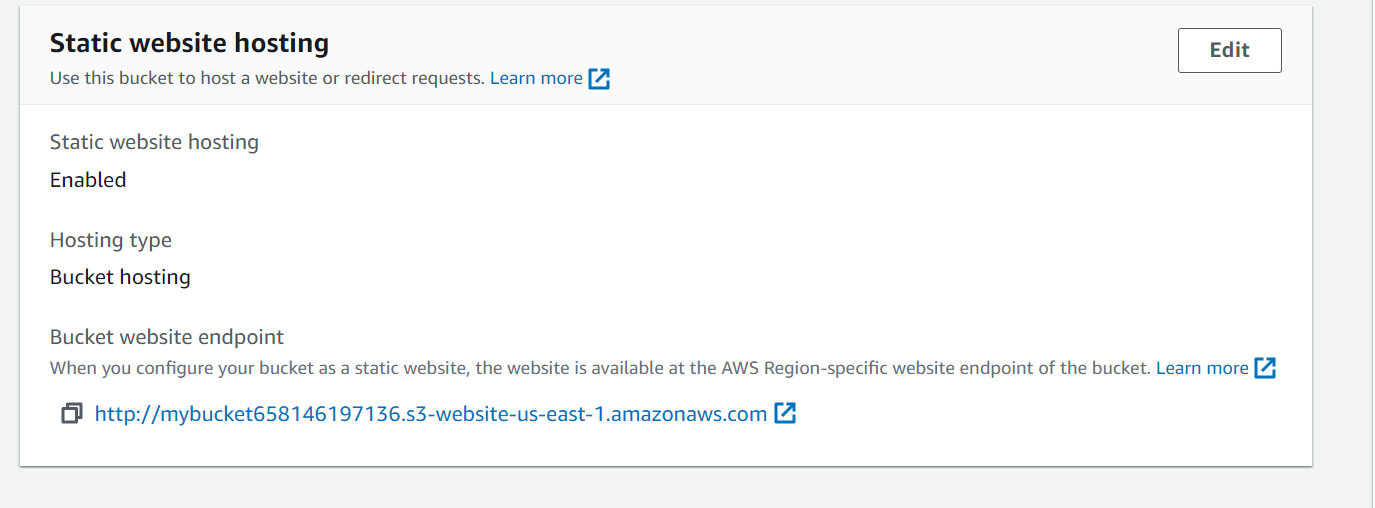 Static website hosting
Edit
Use this bucket to host a website or redirect requests. Learn more
Static website hosting
Enabled
Hosting type
Bucket hosting
Bucket website endpoint
When you configure your bucket as a static website, the website is available at the AWS Region-specific website endpoint of the bucket. Learn more
http://mybucket658146197136.s3-website-us-east-1.amazonaws.com